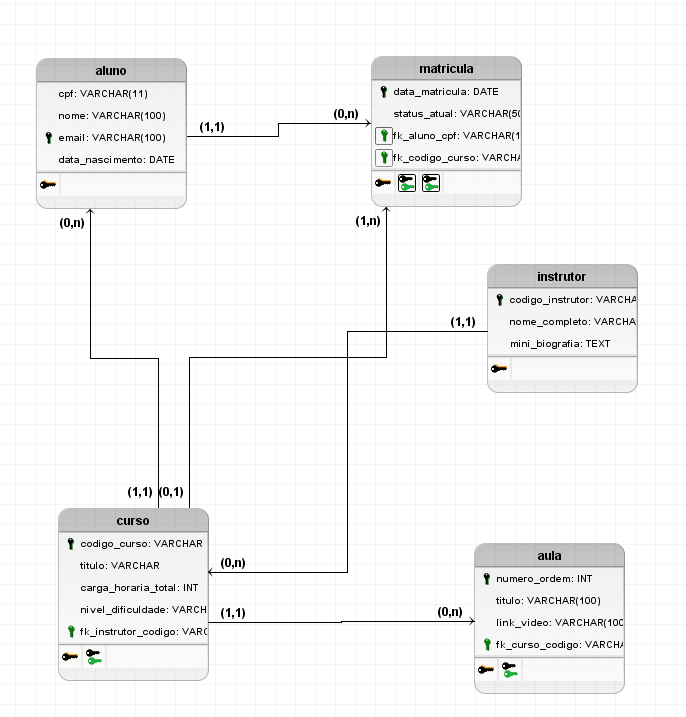 aluno
cpf: VARCHAR(11)
nome: VARCHAR(100)
email: VARCHAR(100)
data_nascimento: DATE
(1,1)
(0,n)
matricula
data_matricula: DATE
status_atual: VARCHAR(50
fk_aluno_cpf: VARCHAR(1
fk_codigo_curso: VARCHA
(0,n)
(1,n)
instrutor
codigo_instrutor: VARCHA
nome_completo: VARCHA
mini_biografia: TEXT
(1,1)
(1,1)
(0,1)
curso
codigo_curso: VARCHAR
titulo: VARCHAR
carga_horaria_total: INT
nivel_dificuldade: VARCH
fk_instrutor_codigo: VARC
(0,n)
(1,1)
(0,n)
aula
numero_ordem: INT
titulo: VARCHAR(100)
link_video: VARCHAR(100
fk_curso_codigo: VARCHA